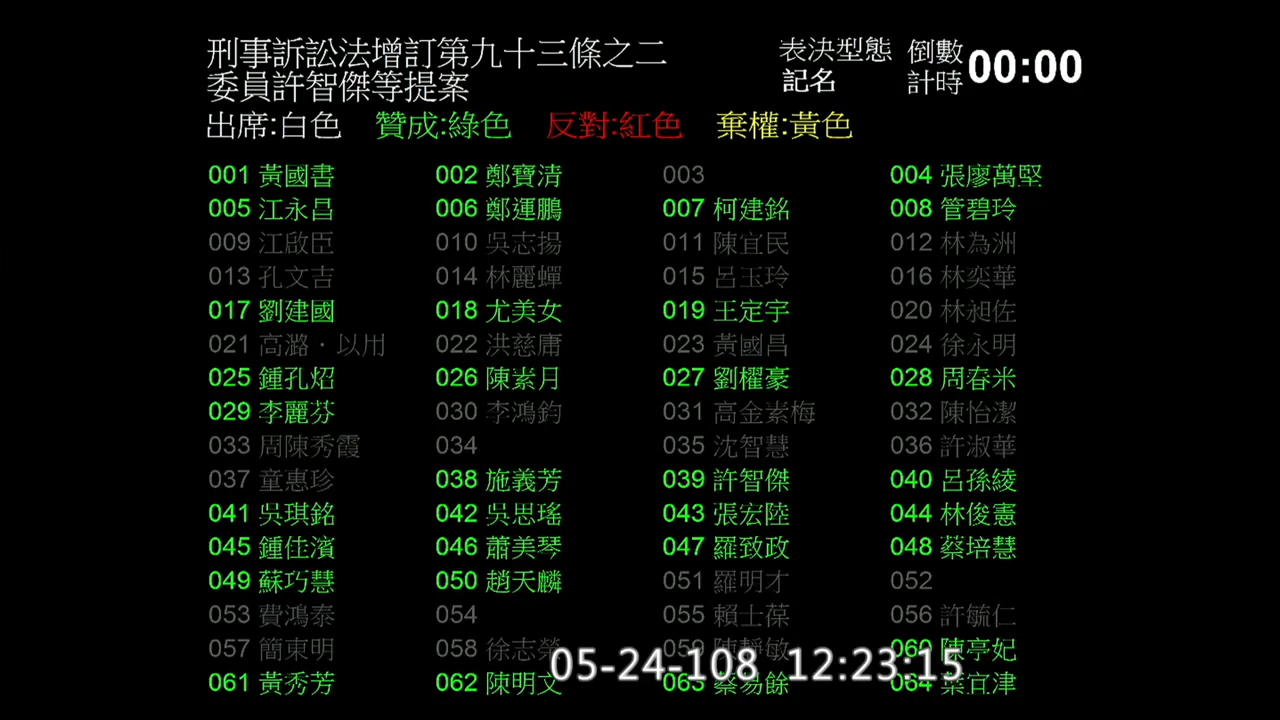 刑事訴訟法增訂第九十三條之二
委員許智傑等提案
表決型態 倒數
記名 計時 00:00
出席:白色 贊成:綠色 反對:紅色 棄權:黃色
001 黃國書 002 鄭寶清 003 004 張廖萬堅
005 江永昌 006 鄭運鵬 007 柯建銘 008 管碧玲
009 江啟臣 010 吳志揚 011 陳宜民 012 林為洲
013 孔文吉 014 林麗蟬 015 呂玉玲 016 林奕華
017 劉建國 018 尤美女 019 王定宇 020 林昶佐
021 高潞・以用 022 洪慈庸 023 黃國昌 024 徐永明
025 鍾孔炤 026 陳素月 027 劉櫂豪 028 周春米
029 李麗芬 030 李鴻鈞 031 高金素梅 032 陳怡潔
033 周陳秀霞 034 035 沈智慧 036 許淑華
037 童惠珍 038 施義芳 039 許智傑 040 呂孫綾
041 吳琪銘 042 吳思瑤 043 張宏陸 044 林俊憲
045 鍾佳濱 046 蕭美琴 047 羅致政 048 蔡培慧
049 蘇巧慧 050 趙天麟 051 羅明才 052
053 費鴻泰 054 055 賴士葆 056 許毓仁
057 簡東明 058 徐志榮 059 陳靜敏 060 陳亭妃
05-24-108 12:23:15
061 黃秀芳 062 陳明文 063 蔡易餘 064 葉宜津